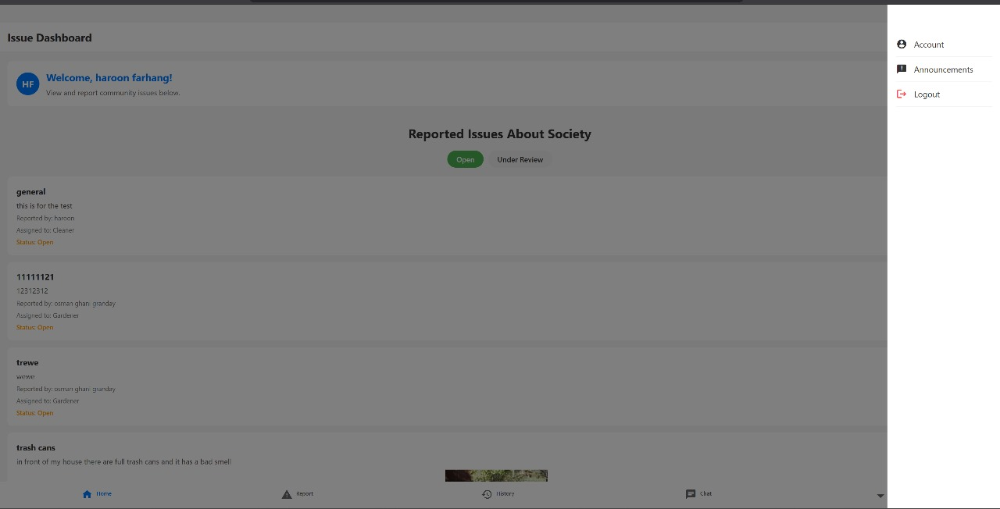 Issue Dashboard
HF
Welcome, haroon farhang!
View and report community issues below.
Reported Issues About Society
Open
Under Review
general
this is for the test
Reported by: haroon
Assigned to: Cleaner
Status: Open
11111121
12312312
Reported by: osman ghani granday
Assigned to: Gardener
Status: Open
trewe
wewe
Reported by: osman ghani granday
Assigned to: Gardener
Status: Open
trash cans
in front of my house there are full trash cans and it has a bad smell
Home
Report
History
Chat
Account
Announcements
Logout